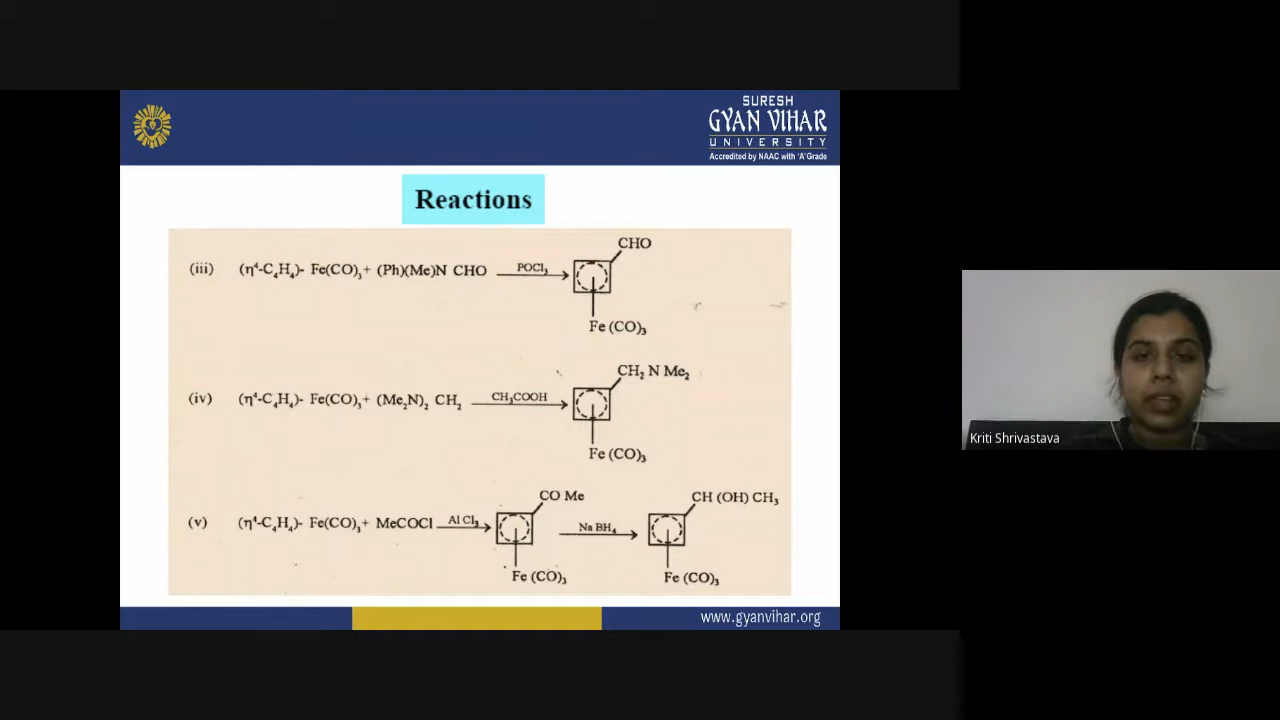 SURESH
GYAN VIHAR
UNIVERSITY
Accredited by NAAC with 'A' Grade
Reactions
(iii) (η⁴-C₄H₄)- Fe(CO)₃+ (Ph)(Me)N CHO POCl₃ CHO
Fe (CO)₃
(iv) (η⁴-C₄H₄)- Fe(CO)₃+ (Me₂N)₂ CH₂ CH₃COOH CH₂ N Me₂
Fe (CO)₃
(v) (η⁴-C₄H₄)- Fe(CO)₃+ MeCOCl Al Cl₃ CO Me Na BH₄ CH (OH) CH₃
Fe (CO)₃ Fe (CO)₃
www.gyanvihar.org
Kriti Shrivastava